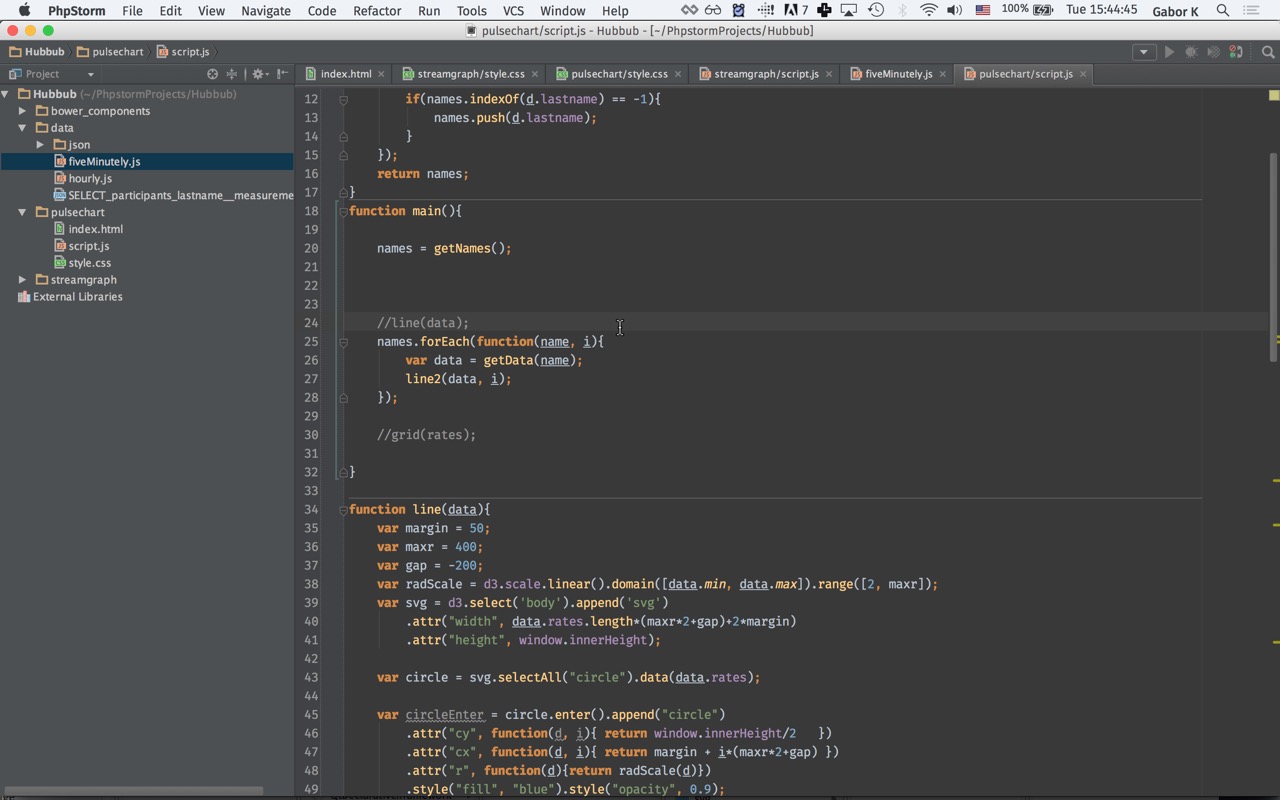 PhpStorm File Edit View Navigate Code Refactor Run Tools VCS Window Help 7 100% Tue 15:44:45 Gabor K
pulsechart/script.js - Hubbub - [~/PhpstormProjects/Hubbub]
Hubbub pulsechart script.js
Project index.html streamgraph/style.css pulsechart/style.css streamgraph/script.js fiveMinutely.js pulsechart/script.js
Hubbub (~/PhpstormProjects/Hubbub)
bower_components
data
json
fiveMinutely.js
hourly.js
SELECT_participants_lastname__measureme
pulsechart
index.html
script.js
style.css
streamgraph
External Libraries
12 if(names.indexOf(d.lastname) == -1){
13 names.push(d.lastname);
14 }
15 });
16 return names;
17 }
18 function main(){
19
20 names = getNames();
21
22
23
24 //line(data);
25 names.forEach(function(name, i){
26 var data = getData(name);
27 line2(data, i);
28 });
29
30 //grid(rates);
31
32 }
33
34 function line(data){
35 var margin = 50;
36 var maxr = 400;
37 var gap = -200;
38 var radScale = d3.scale.linear().domain([data.min, data.max]).range([2, maxr]);
39 var svg = d3.select('body').append('svg')
40 .attr("width", data.rates.length*(maxr*2+gap)+2*margin)
41 .attr("height", window.innerHeight);
42
43 var circle = svg.selectAll("circle").data(data.rates);
44
45 var circleEnter = circle.enter().append("circle")
46 .attr("cy", function(d, i){ return window.innerHeight/2 })
47 .attr("cx", function(d, i){ return margin + i*(maxr*2+gap) })
48 .attr("r", function(d){return radScale(d)})
49 .style("fill", "blue").style("opacity", 0.9);